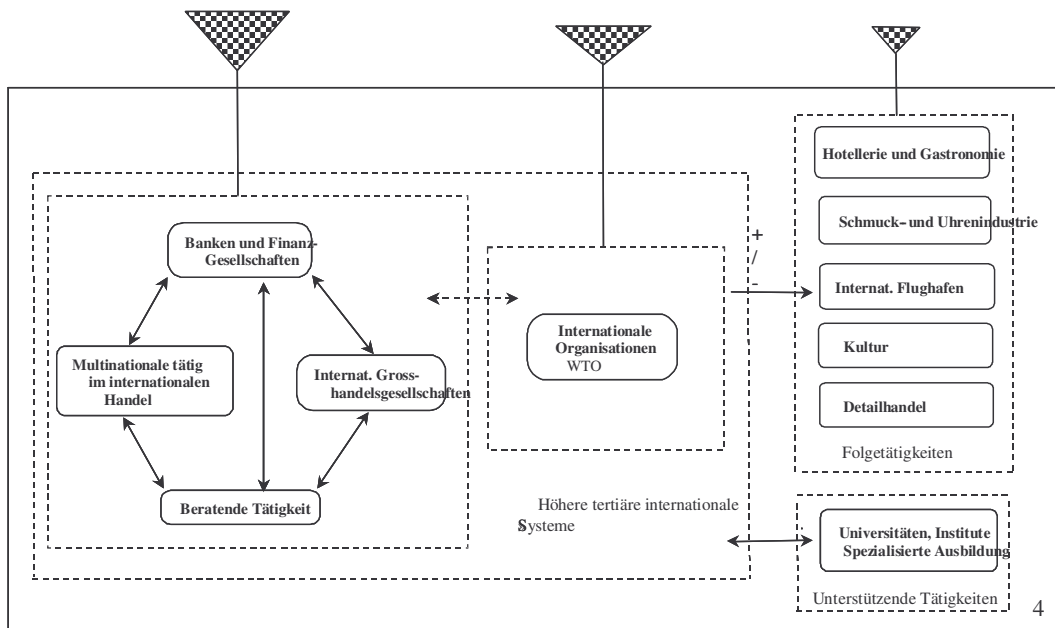 Banken und Finanz-
Gesellschaften
Multinationale tätig
im internationalen
Handel
Internat. Gross-
handelsgesellschaften
Beratende Tätigkeit
Internationale
Organisationen
WTO
Höhere tertiäre internationale
Systeme
+
/
-
Hotellerie und Gastronomie
Schmuck- und Uhrenindustrie
Internat. Flughafen
Kultur
Detailhandel
Folgetätigkeiten
Universitäten, Institute
Spezialisierte Ausbildung
Unterstützende Tätigkeiten
4